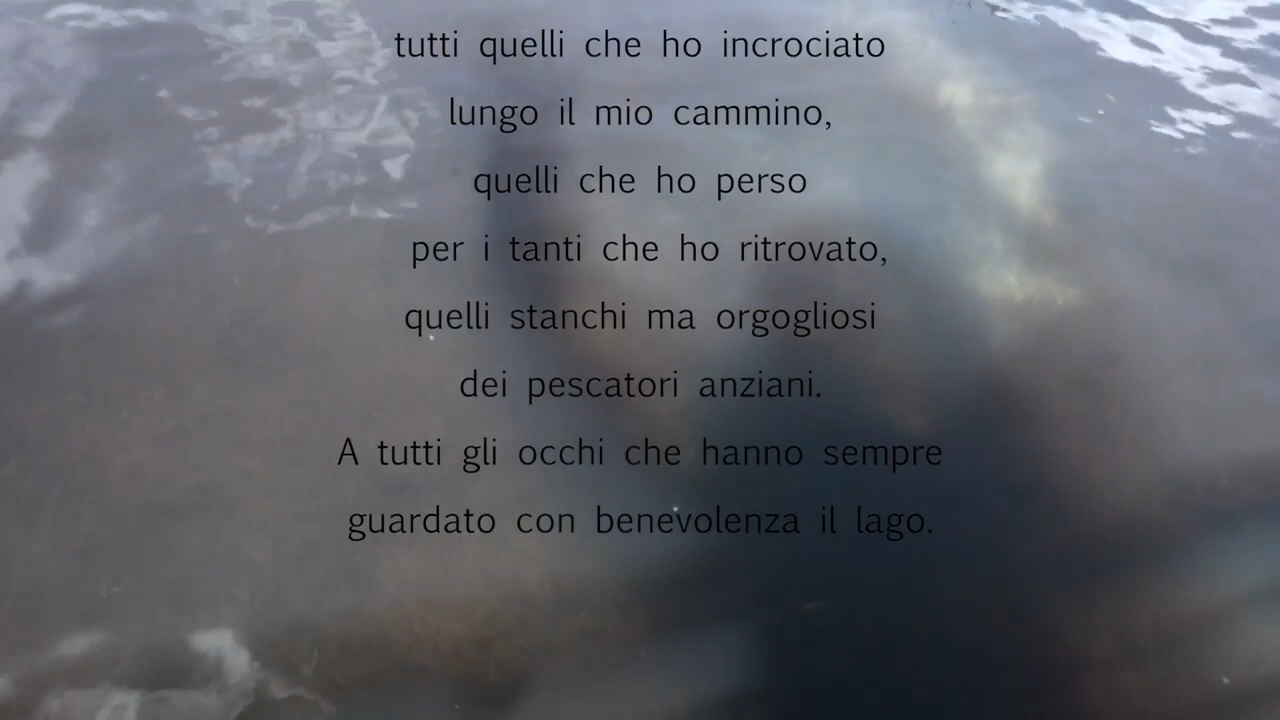 tutti quelli che ho incrociato
lungo il mio cammino,
quelli che ho perso
per i tanti che ho ritrovato,
quelli stanchi ma orgogliosi
dei pescatori anziani.
A tutti gli occhi che hanno sempre
guardato con benevolenza il lago.